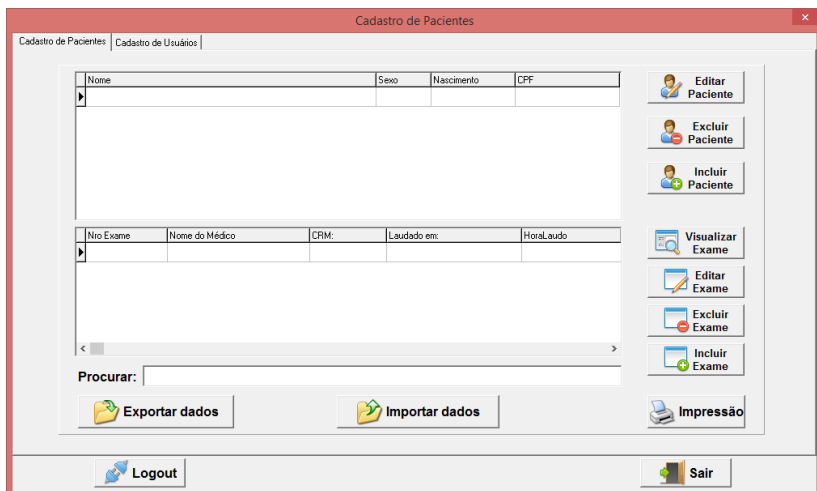 Cadastro de Pacientes
Cadastro de Pacientes Cadastro de Usuários
Nome Sexo Nascimento CPF
Editar
Paciente
Excluir
Paciente
Incluir
Paciente
Nro Exame Nome do Médico CRM: Laudado em: HoraLaudo
Visualizar
Exame
Editar
Exame
Excluir
Exame
Incluir
Exame
Procurar:
Exportar dados Importar dados Impressão
Logout Sair